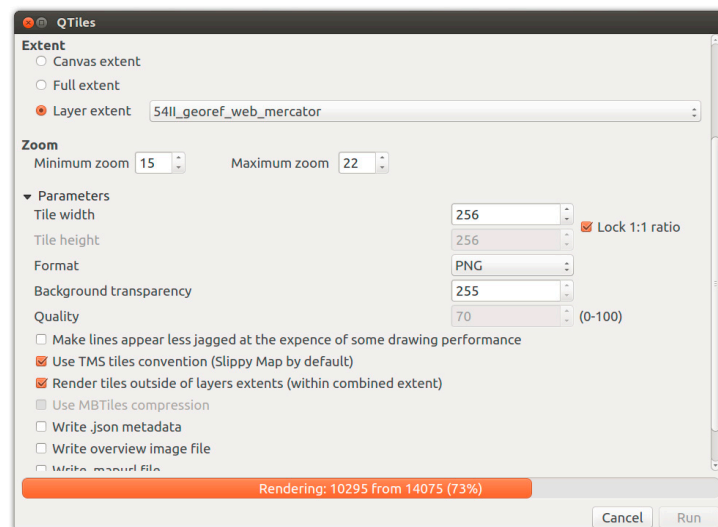 QTiles
Extent
Canvas extent
Full extent
Layer extent 54II_georef_web_mercator
Zoom
Minimum zoom 15 Maximum zoom 22
Parameters
Tile width 256
Lock 1:1 ratio
Tile height 256
Format PNG
Background transparency 255
Quality 70 (0-100)
Make lines appear less jagged at the expence of some drawing performance
Use TMS tiles convention (Slippy Map by default)
Render tiles outside of layers extents (within combined extent)
Use MBTiles compression
Write .json metadata
Write overview image file
Write .mapurl file
Rendering: 10295 from 14075 (73%)
Cancel Run